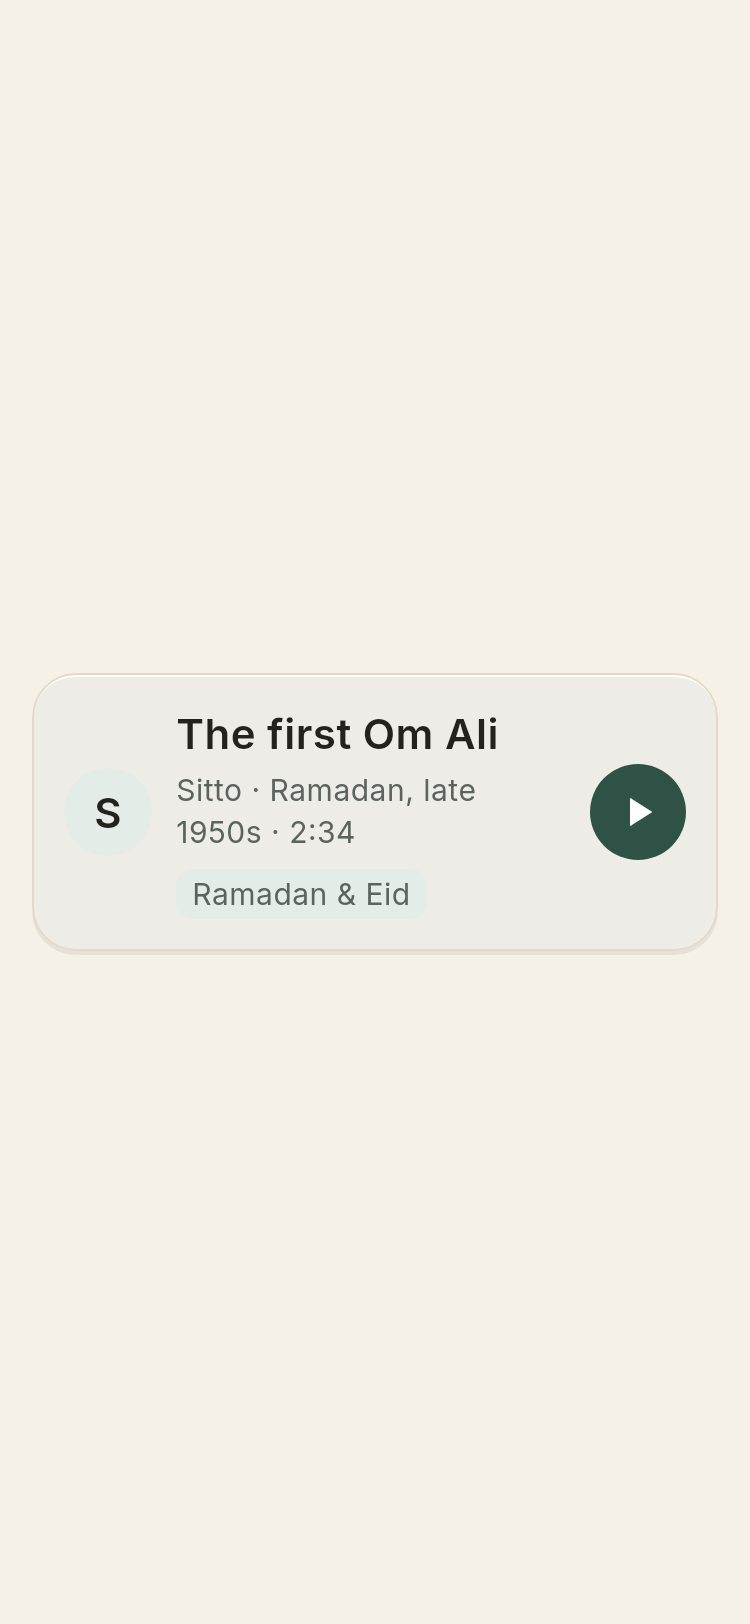 The first Om Ali
S
Sitto · Ramadan, late
1950s · 2:34
Ramadan & Eid